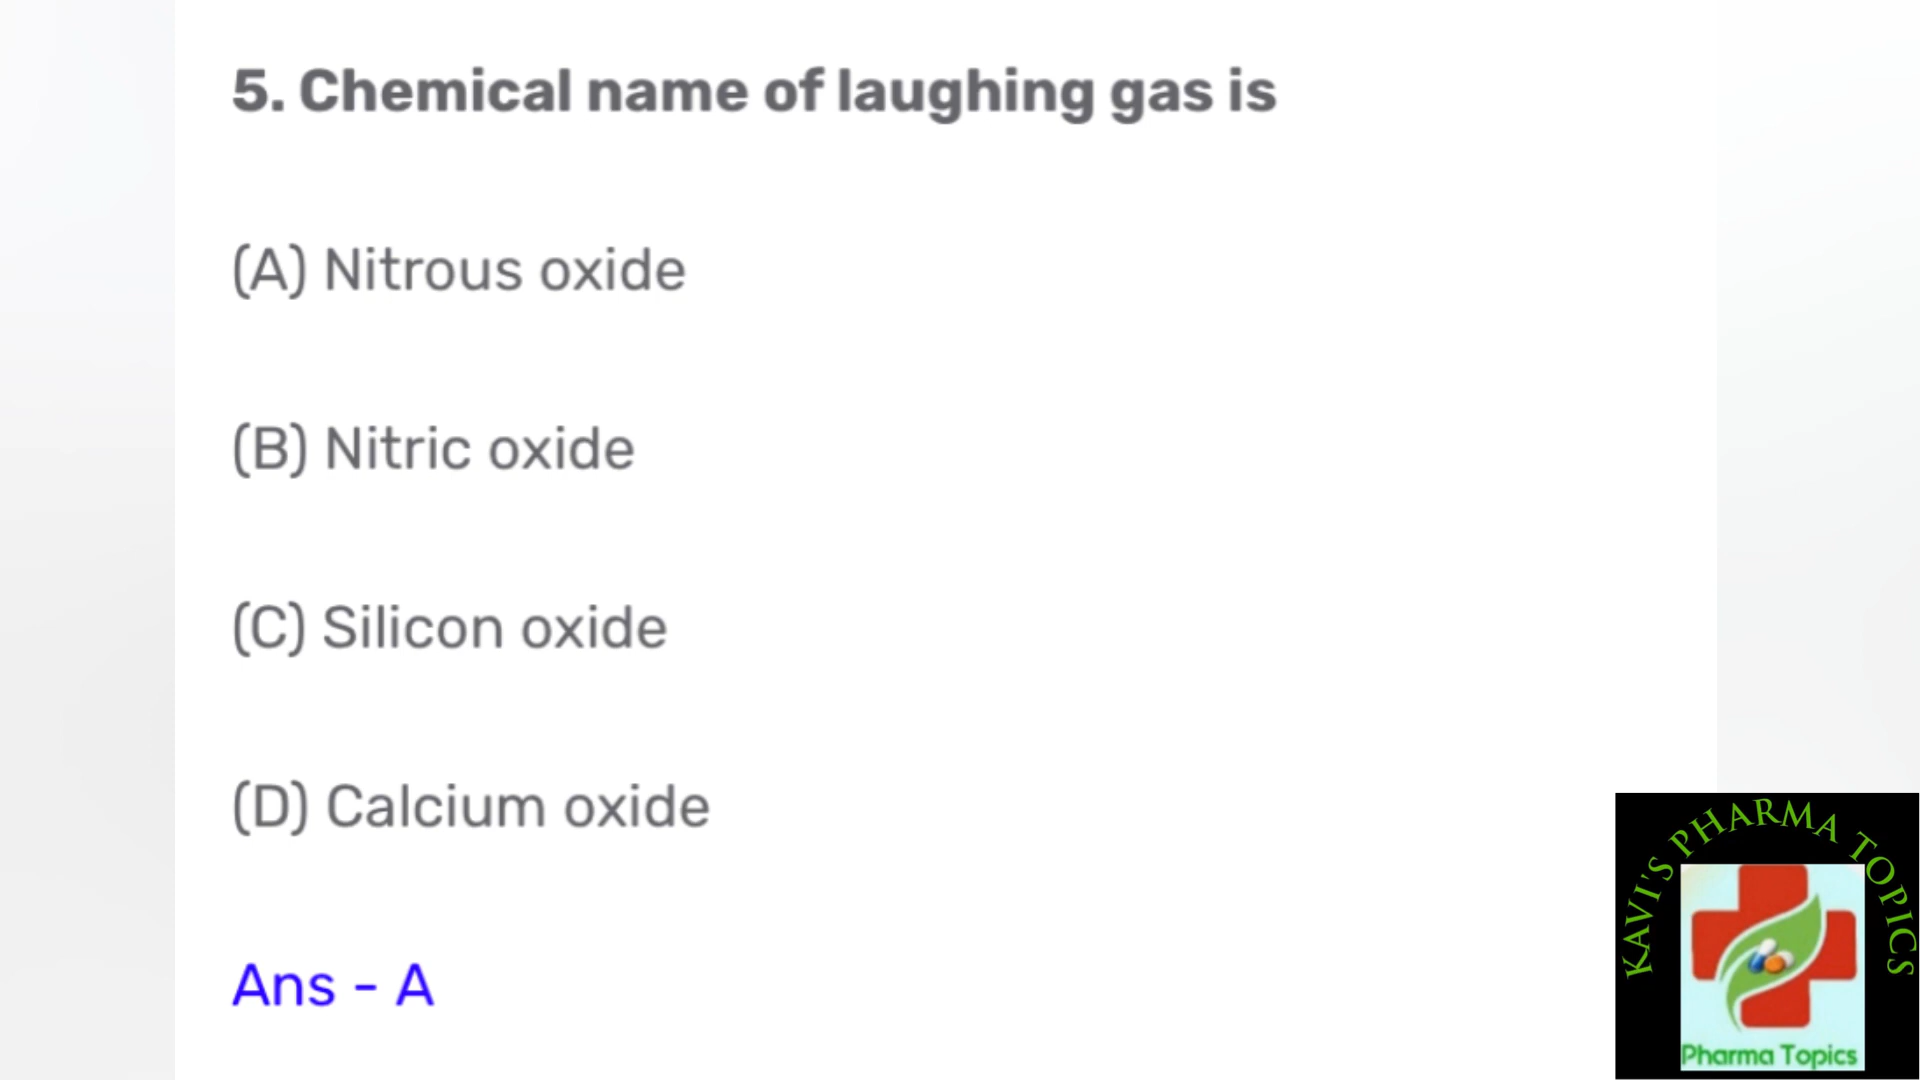 5. Chemical name of laughing gas is
(A) Nitrous oxide
(B) Nitric oxide
(C) Silicon oxide
(D) Calcium oxide
Ans - A
KAVI'S PHARMA TOPICS
Pharma Topics